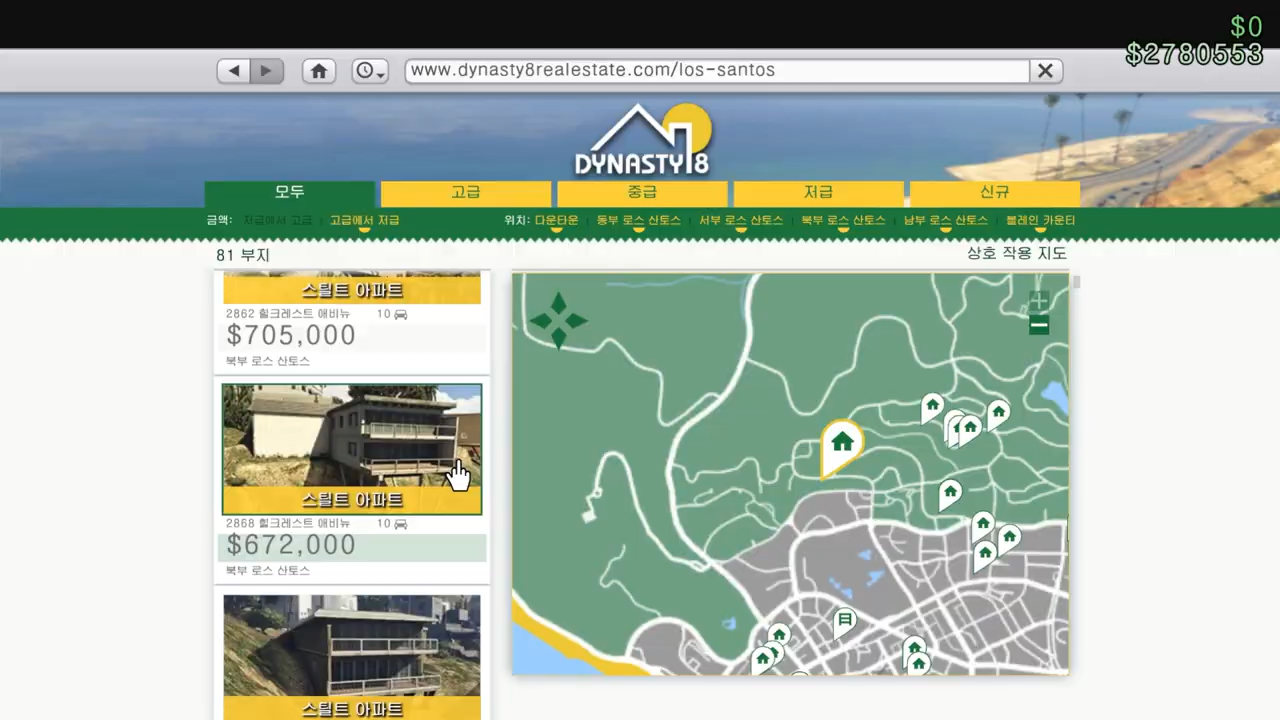 $0
$2780553
www.dynasty8realestate.com/los-santos
DYNASTY 8
모두 고급 중급 저급 신규
금액: 저급에서 고급 고급에서 저급 위치: 다운타운 동부 로스 산토스 서부 로스 산토스 북부 로스 산토스 남부 로스 산토스 블레인 카운티
81 부지 상호 작용 지도
스틸트 아파트
2862 힐크레스트 애비뉴 10
$705,000
북부 로스 산토스
스틸트 아파트
2868 힐크레스트 애비뉴 10
$672,000
북부 로스 산토스
스틸트 아파트